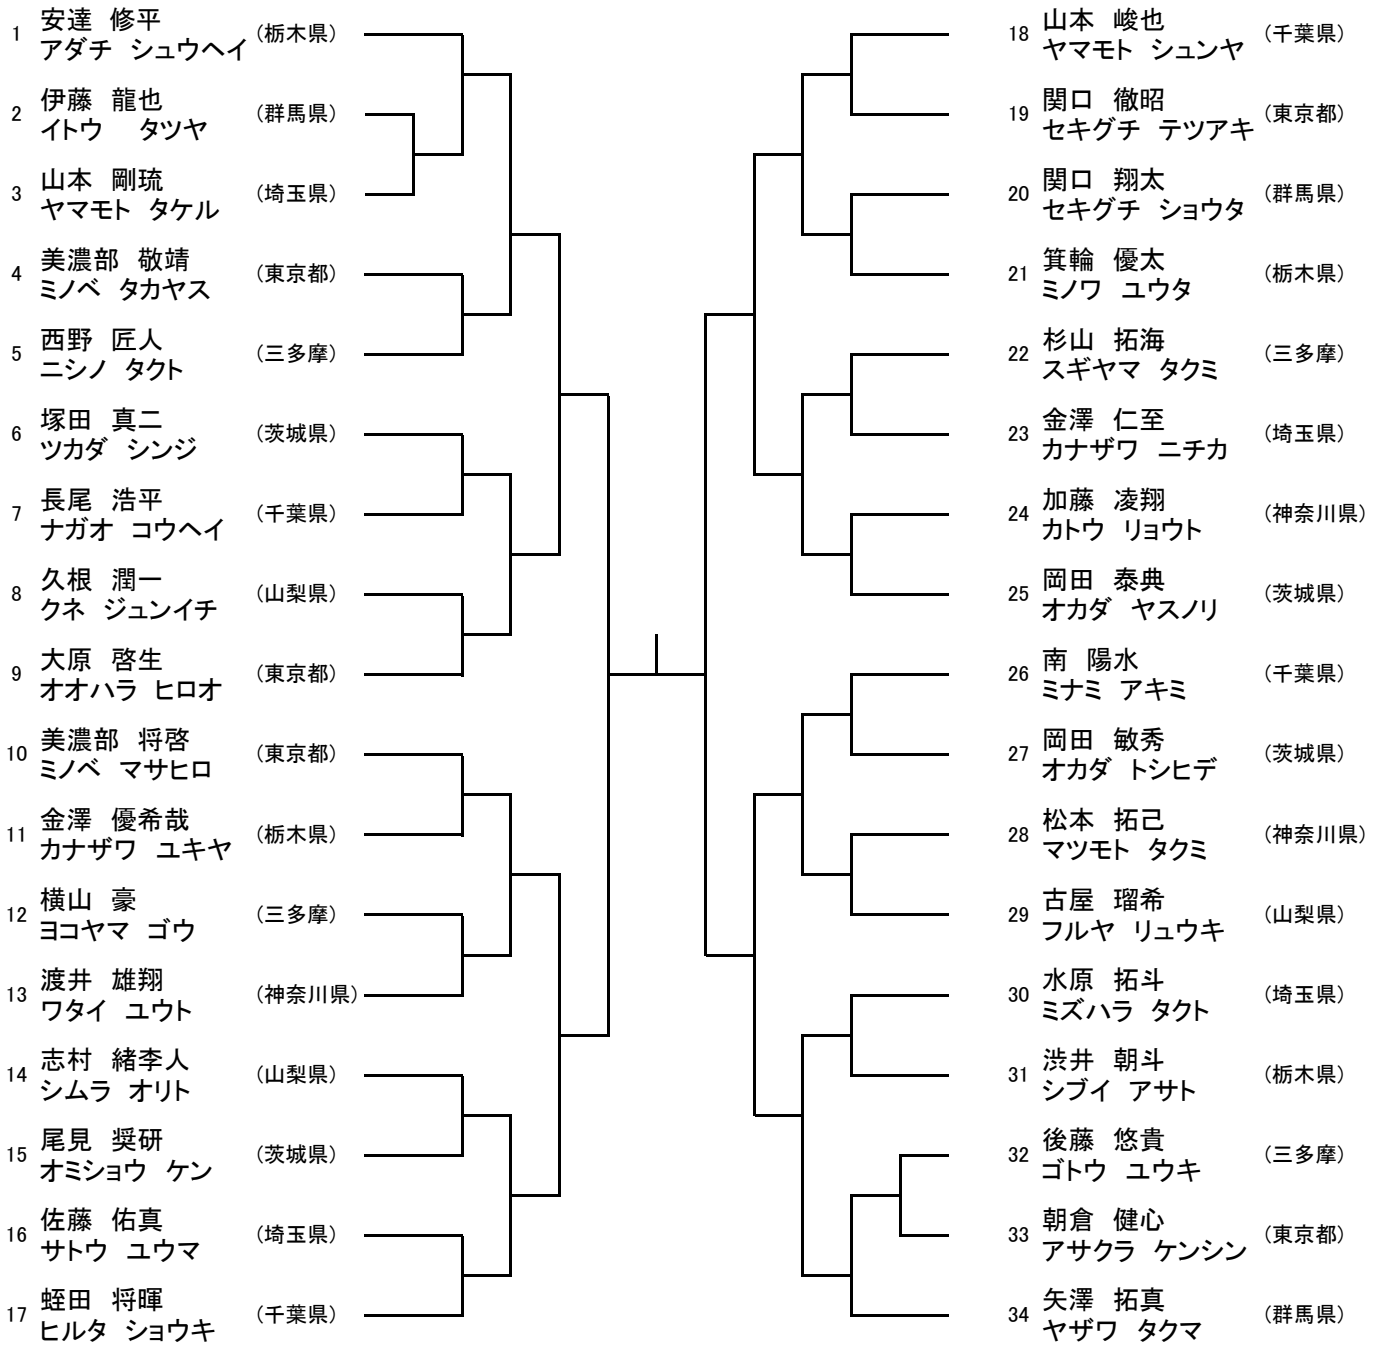 1 安達 修平 (栃木県)
アダチ シュウヘイ
2 伊藤 龍也 (群馬県)
イトウ タツヤ
3 山本 剛琉 (埼玉県)
ヤマモト タケル
4 美濃部 敬靖 (東京都)
ミノベ タカヤス
5 西野 匠人 (三多摩)
ニシノ タクト
6 塚田 真二 (茨城県)
ツカダ シンジ
7 長尾 浩平 (千葉県)
ナガオ コウヘイ
8 久根 潤一 (山梨県)
クネ ジュンイチ
9 大原 啓生 (東京都)
オオハラ ヒロオ
10 美濃部 将啓 (東京都)
ミノベ マサヒロ
11 金澤 優希哉 (栃木県)
カナザワ ユキヤ
12 横山 豪 (三多摩)
ヨコヤマ ゴウ
13 渡井 雄翔 (神奈川県)
ワタイ ユウト
14 志村 緒李人 (山梨県)
シムラ オリト
15 尾見 奨研 (茨城県)
オミショウ ケン
16 佐藤 佑真 (埼玉県)
サトウ ユウマ
17 蛭田 将暉 (千葉県)
ヒルタ ショウキ
18 山本 峻也 (千葉県)
ヤマモト シュンヤ
19 関口 徹昭 (東京都)
セキグチ テツアキ
20 関口 翔太 (群馬県)
セキグチ ショウタ
21 箕輪 優太 (栃木県)
ミノワ ユウタ
22 杉山 拓海 (三多摩)
スギヤマ タクミ
23 金澤 仁至 (埼玉県)
カナザワ ニチカ
24 加藤 凌翔 (神奈川県)
カトウ リョウト
25 岡田 泰典 (茨城県)
オカダ ヤスノリ
26 南 陽水 (千葉県)
ミナミ アキミ
27 岡田 敏秀 (茨城県)
オカダ トシヒデ
28 松本 拓己 (神奈川県)
マツモト タクミ
29 古屋 瑠希 (山梨県)
フルヤ リュウキ
30 水原 拓斗 (埼玉県)
ミズハラ タクト
31 渋井 朝斗 (栃木県)
シブイ アサト
32 後藤 悠貴 (三多摩)
ゴトウ ユウキ
33 朝倉 健心 (東京都)
アサクラ ケンシン
34 矢澤 拓真 (群馬県)
ヤザワ タクマ